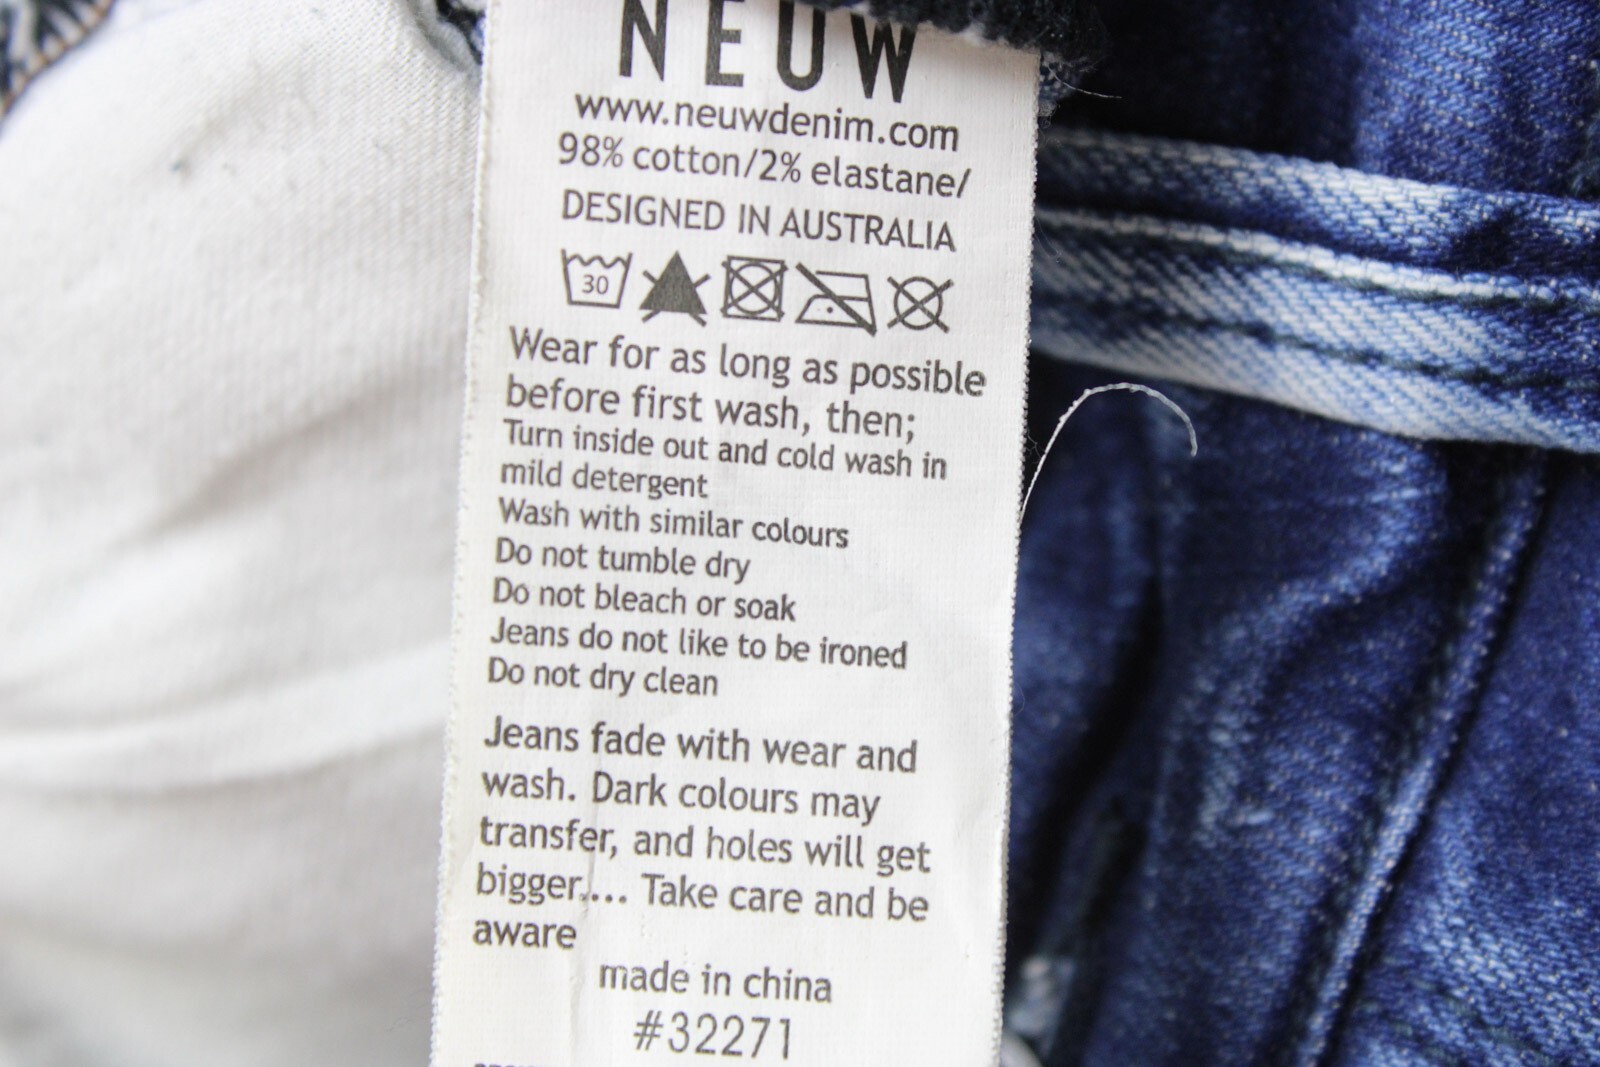 NEUW
www.neuwdenim.com
98% cotton/2% elastane/
DESIGNED IN AUSTRALIA
30
Wear for as long as possible
before first wash, then;
Turn inside out and cold wash in
mild detergent
Wash with similar colours
Do not tumble dry
Do not bleach or soak
Jeans do not like to be ironed
Do not dry clean
Jeans fade with wear and
wash. Dark colours may
transfer, and holes will get
bigger.... Take care and be
aware
made in china
#32271